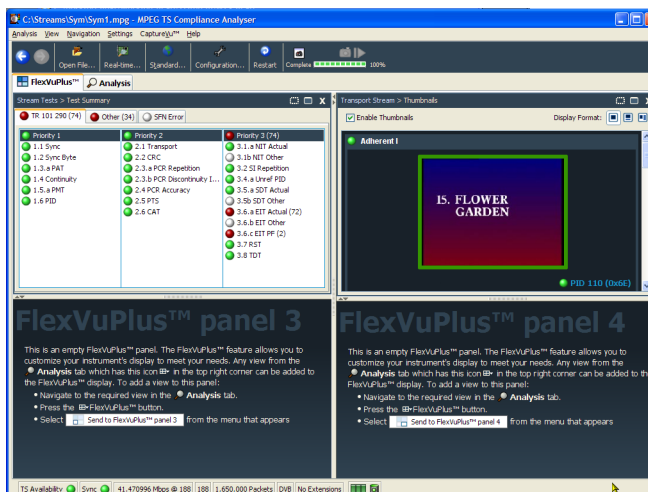 C:\Streams\Sym\Sym1.mpg - MPEG TS Compliance Analyser
Analysis View Navigation Settings CaptureVu™ Help
Open File... Real-time... Standard... Configuration... Restart Complete 100%
FlexVuPlus™ Analysis
Stream Tests > Test Summary
TR 101 290 (74) Other (34) SFN Error
Priority 1
1.1 Sync
1.2 Sync Byte
1.3.a PAT
1.4 Continuity
1.5.a PMT
1.6 PID
Priority 2
2.1 Transport
2.2 CRC
2.3.a PCR Repetition
2.3.b PCR Discontinuity I...
2.4 PCR Accuracy
2.5 PTS
2.6 CAT
Priority 3 (74)
3.1.a NIT Actual
3.1b NIT Other
3.2 SI Repetition
3.4.a Unref PID
3.5.a SDT Actual
3.5b SDT Other
3.6.a EIT Actual (72)
3.6.b EIT Other
3.6.c EIT PF (2)
3.7 RST
3.8 TDT
Transport Stream > Thumbnails
Enable Thumbnails Display Format:
Adherent I
15. FLOWER
GARDEN
PID 110 (0x6E)
FlexVuPlus™ panel 3
This is an empty FlexVuPlus™ panel. The FlexVuPlus™ feature allows you to
customize your instrument's display to meet your needs. Any view from the
Analysis tab which has this icon in the top right corner can be added to
the FlexVuPlus™ display. To add a view to this panel:
• Navigate to the required view in the Analysis tab.
• Press the FlexVuPlus™ button.
• Select Send to FlexVuPlus™ panel 3 from the menu that appears
FlexVuPlus™ panel 4
This is an empty FlexVuPlus™ panel. The FlexVuPlus™ feature allows you to
customize your instrument's display to meet your needs. Any view from the
Analysis tab which has this icon in the top right corner can be added to th
FlexVuPlus™ display. To add a view to this panel:
• Navigate to the required view in the Analysis tab.
• Press the FlexVuPlus™ button.
• Select Send to FlexVuPlus™ panel 4 from the menu that appears
TS Availability Sync 41.470996 Mbps @ 188 188 1,650,000 Packets DVB No Extensions